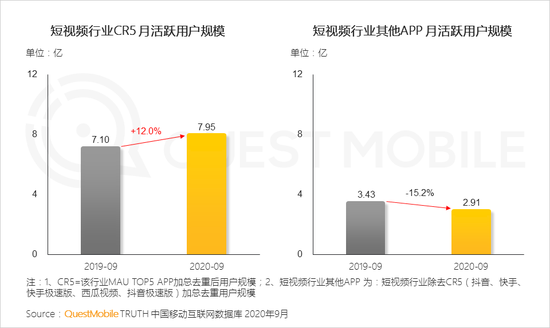 短视频行业CR5 月活跃用户规模
单位：亿
12
8
4
0
7.10
+12.0%
7.95
2019-09
2020-09
短视频行业其他APP 月活跃用户规模
单位：亿
12
8
4
0
3.43
-15.2%
2.91
2019-09
2020-09
QUEST MOBILE
注：1、CR5=该行业MAU TOP5 APP加总去重后用户规模；2、短视频行业其他APP 为：短视频行业除去CR5（抖音、快手、
快手极速版、西瓜视频、抖音极速版）加总去重用户规模
Source：QuestMobile TRUTH 中国移动互联网数据库 2020年9月